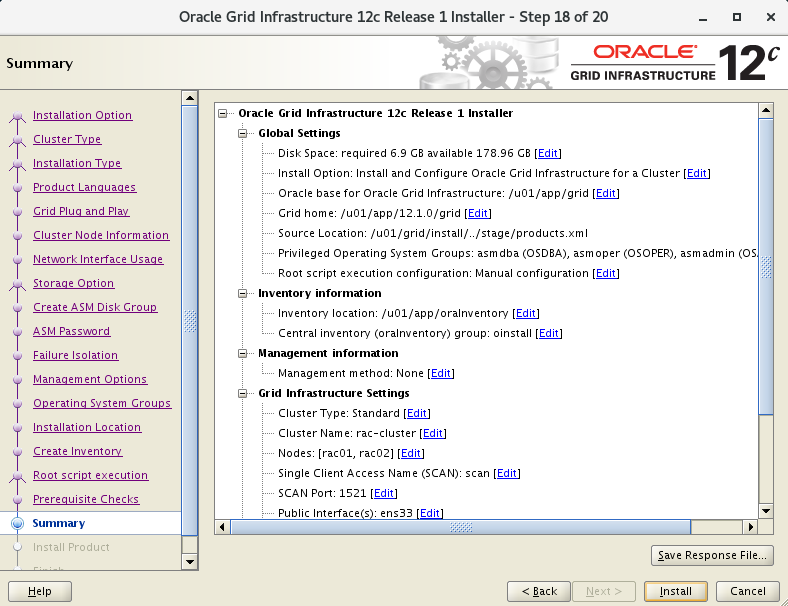 Oracle Grid Infrastructure 12c Release 1 Installer - Step 18 of 20
Summary
ORACLE
GRID INFRASTRUCTURE 12c
Installation Option
Cluster Type
Installation Type
Product Languages
Grid Plug and Play
Cluster Node Information
Network Interface Usage
Storage Option
Create ASM Disk Group
ASM Password
Failure Isolation
Management Options
Operating System Groups
Installation Location
Create Inventory
Root script execution
Prerequisite Checks
Summary
Install Product
Finish
Oracle Grid Infrastructure 12c Release 1 Installer
Global Settings
Disk Space: required 6.9 GB available 178.96 GB [Edit]
Install Option: Install and Configure Oracle Grid Infrastructure for a Cluster [Edit]
Oracle base for Oracle Grid Infrastructure: /u01/app/grid [Edit]
Grid home: /u01/app/12.1.0/grid [Edit]
Source Location: /u01/grid/install/../stage/products.xml
Privileged Operating System Groups: asmdba (OSDBA), asmoper (OSOPER), asmadmin (OS
Root script execution configuration: Manual configuration [Edit]
Inventory information
Inventory location: /u01/app/oraInventory [Edit]
Central inventory (oraInventory) group: oinstall [Edit]
Management information
Management method: None [Edit]
Grid Infrastructure Settings
Cluster Type: Standard [Edit]
Cluster Name: rac-cluster [Edit]
Nodes: [rac01, rac02] [Edit]
Single Client Access Name (SCAN): scan [Edit]
SCAN Port: 1521 [Edit]
Public Interface(s): ens33 [Edit]
Save Response File...
Help
< Back
Next >
Install
Cancel